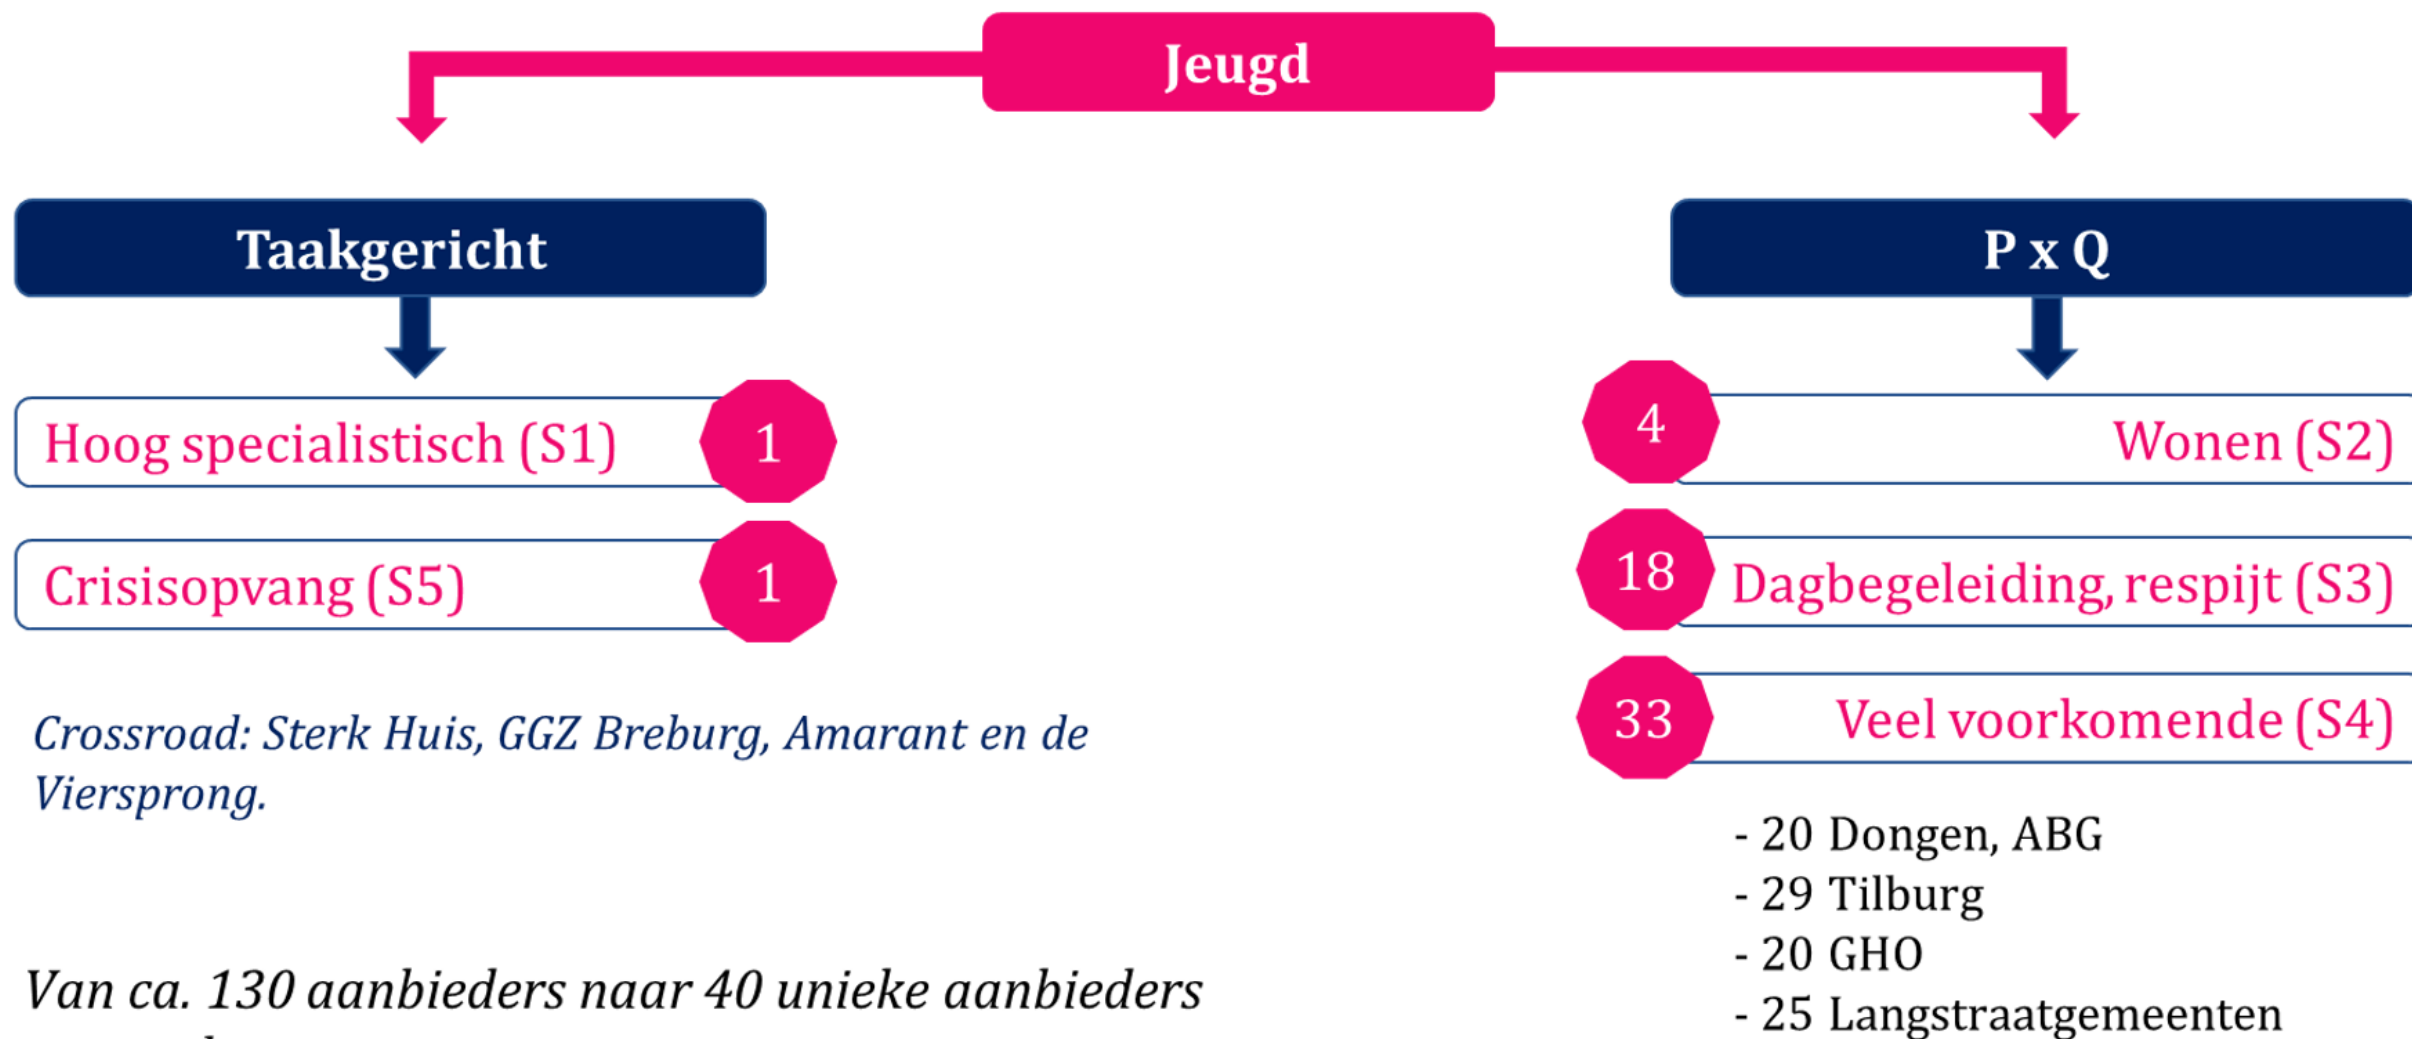 Jeugd
Taakgericht
Hoog specialistisch (S1)
1
Crisisopvang (S5)
1
Crossroad: Sterk Huis, GGZ Breburg, Amarant en de
Viersprong.
Van ca. 130 aanbieders naar 40 unieke aanbieders
P x Q
4
Wonen (S2)
18
Dagbegeleiding, respijt (S3)
33
Veel voorkomende (S4)
- 20 Dongen, ABG
- 29 Tilburg
- 20 GHO
- 25 Langstraatgemeenten